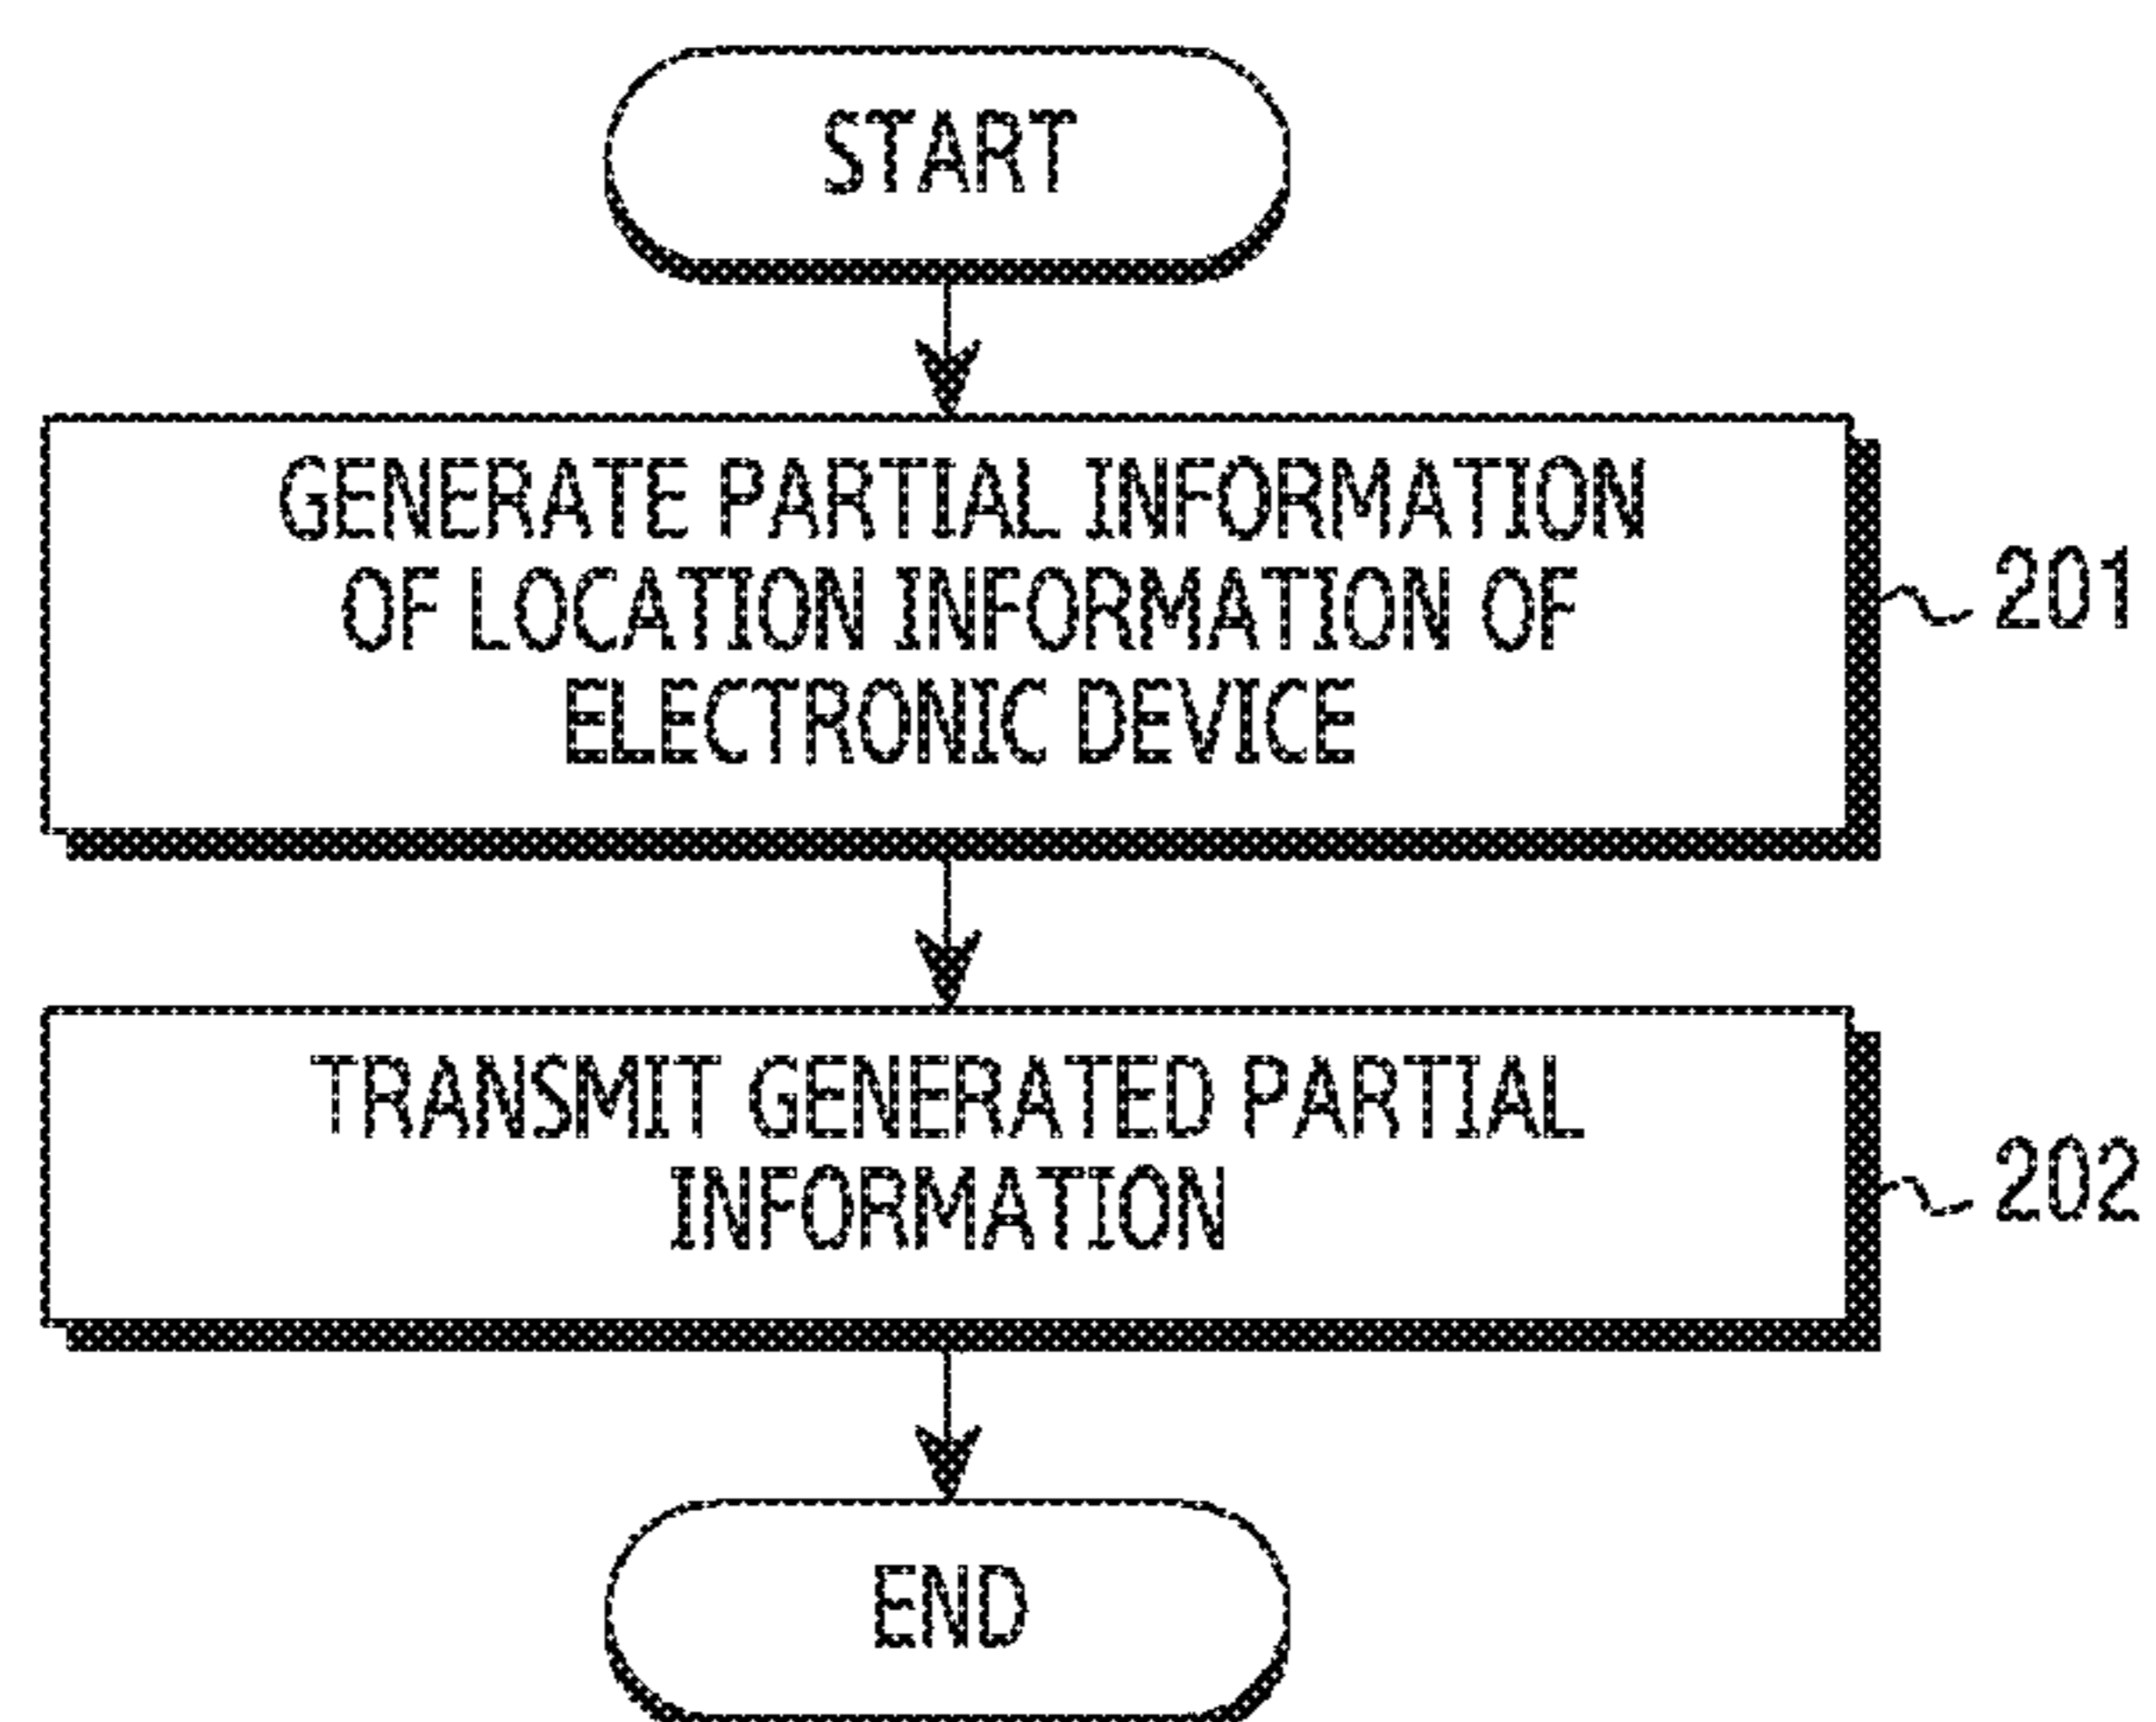 START
GENERATE PARTIAL INFORMATION
OF LOCATION INFORMATION OF
ELECTRONIC DEVICE
201
TRANSMIT GENERATED PARTIAL
INFORMATION
202
END